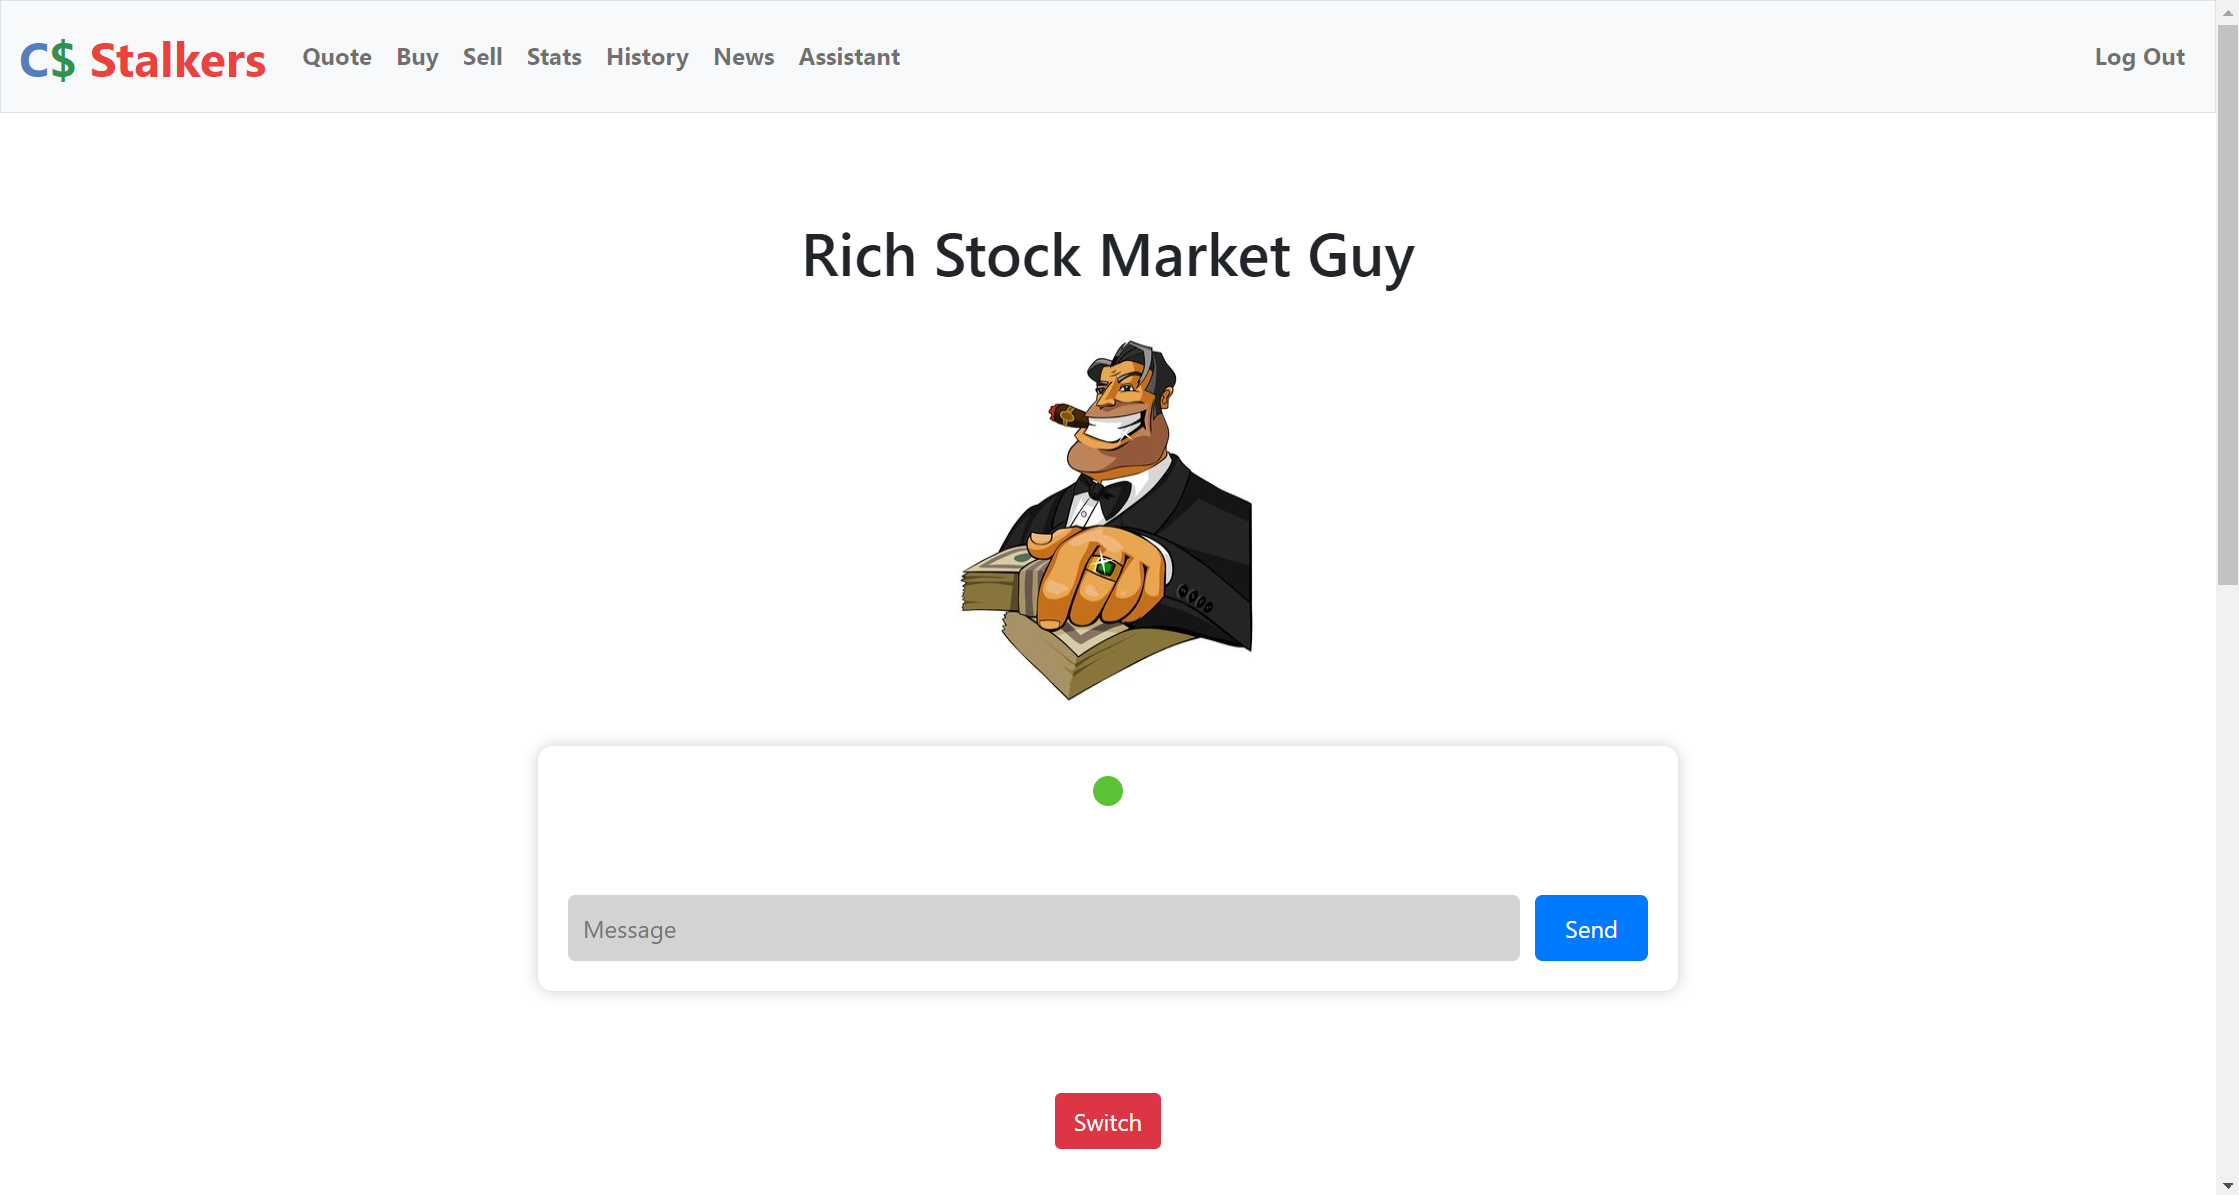 C$ Stalkers Quote Buy Sell Stats History News Assistant Log Out
Rich Stock Market Guy
Message Send
Switch